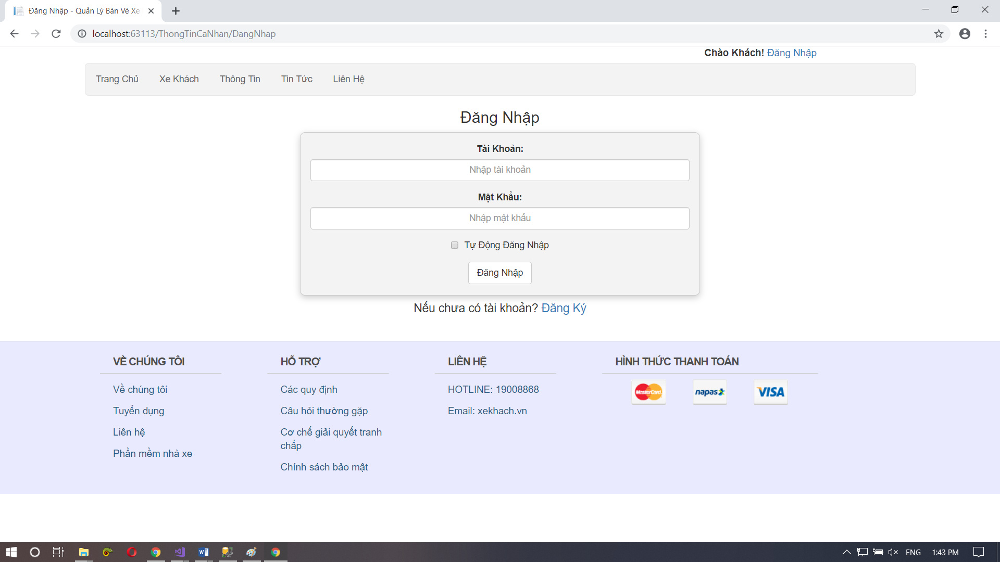 Đăng Nhập - Quản Lý Bán Vé Xe
localhost:63113/ThongTinCaNhan/DangNhap
Chào Khách! Đăng Nhập
Trang Chủ Xe Khách Thông Tin Tin Tức Liên Hệ
Đăng Nhập
Tài Khoản:
Nhập tài khoản
Mật Khẩu:
Nhập mật khẩu
Tự Động Đăng Nhập
Đăng Nhập
Nếu chưa có tài khoản? Đăng Ký
VỀ CHÚNG TÔI
Về chúng tôi
Tuyển dụng
Liên hệ
Phần mềm nhà xe
HỖ TRỢ
Các quy định
Câu hỏi thường gặp
Cơ chế giải quyết tranh
chấp
Chính sách bảo mật
LIÊN HỆ
HOTLINE: 19008868
Email: xekhach.vn
HÌNH THỨC THANH TOÁN
MasterCard napas VISA
ENG 1:43 PM